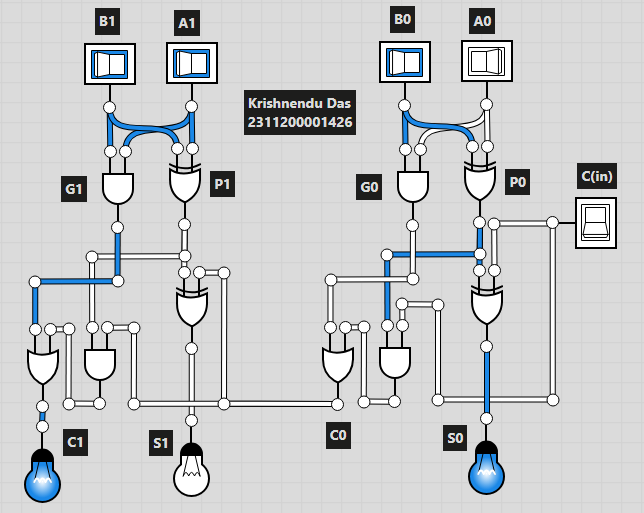 B1
A1
B0
A0
Krishnendu Das
2311200001426
G1
P1
G0
P0
C(in)
C1
S1
C0
S0